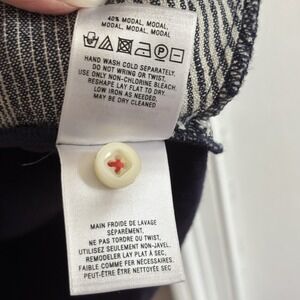 40% MODAL, MODAL,
MODAL, MODAL, MODAL
HAND WASH COLD SEPARATELY,
DO NOT WRING OR TWIST,
USE ONLY NON-CHLORINE BLEACH,
RESHAPE LAY FLAT TO DRY.
LOW IRON AS NEEDED,
MAY BE DRY CLEANED
MAIN FROIDE DE LAVAGE
SÉPARÉMENT,
NE PAS TORDRE OU TWIST,
UTILISEZ SEULEMENT NON-JAVEL.
REMODELER LAY PLAT À SEC,
FAIBLE COMME FER NÉCESSAIRES,
PEUT-ÊTRE ÊTRE NETTOYÉE SEC